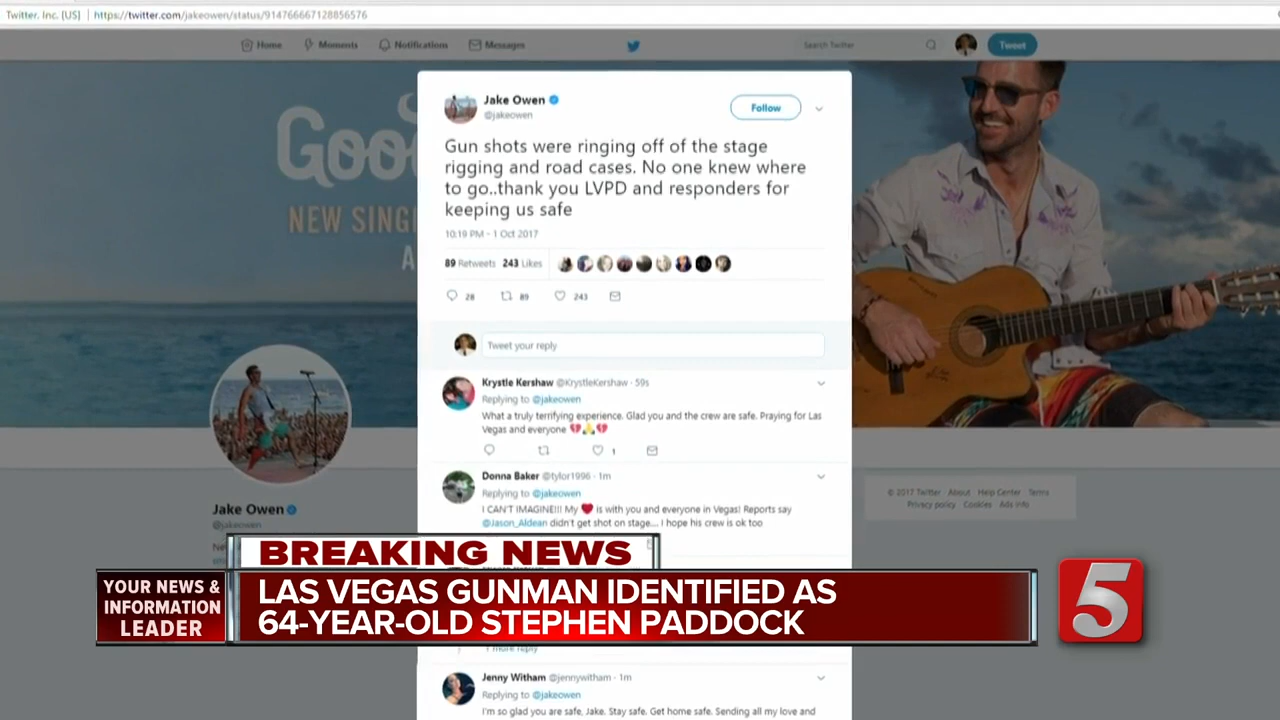 Twitter, Inc. [US] | https://twitter.com/jakeowen/status/914766667128856576
Home Moments Notifications Messages Search Twitter Tweet
Goo
NEW SING
A
Jake Owen
@jakeowen
Follow
Gun shots were ringing off of the stage
rigging and road cases. No one knew where
to go..thank you LVPD and responders for
keeping us safe
10:19 PM - 1 Oct 2017
89 Retweets 243 Likes
28 89 243
Tweet your reply
Krystle Kershaw @KrystleKershaw · 59s
Replying to @jakeowen
What a truly terrifying experience. Glad you and the crew are safe. Praying for Las
Vegas and everyone 💔🙏💔
1
Donna Baker @tylor1996 · 1m
Replying to @jakeowen
I CAN'T IMAGINE!!! My ❤ is with you and everyone in Vegas! Reports say
@Jason_Aldean didn't get shot on stage.... I hope his crew is ok too
Jake Owen
@jakeowen
© 2017 Twitter About Help Center Terms
Privacy policy Cookies Ads info
BREAKING NEWS
YOUR NEWS &
INFORMATION
LEADER
LAS VEGAS GUNMAN IDENTIFIED AS
64-YEAR-OLD STEPHEN PADDOCK
5
1 more reply
Jenny Witham @jennywitham · 1m
Replying to @jakeowen
I'm so glad you are safe, Jake. Stay safe. Get home safe. Sending all my love and